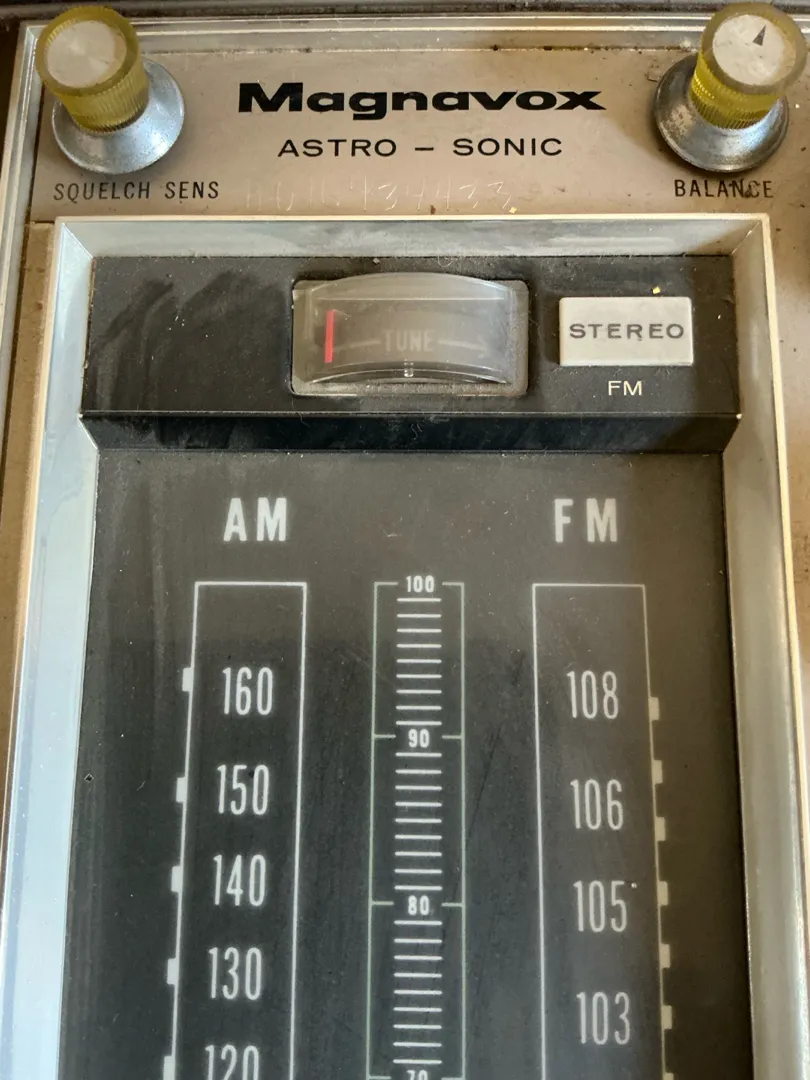 Magnavox
ASTRO – SONIC
SQUELCH SENS
BALANCE
TUNE
STEREO
FM
AM
FM
100
160
108
90
150
106
140
80
105
130
103
120
70